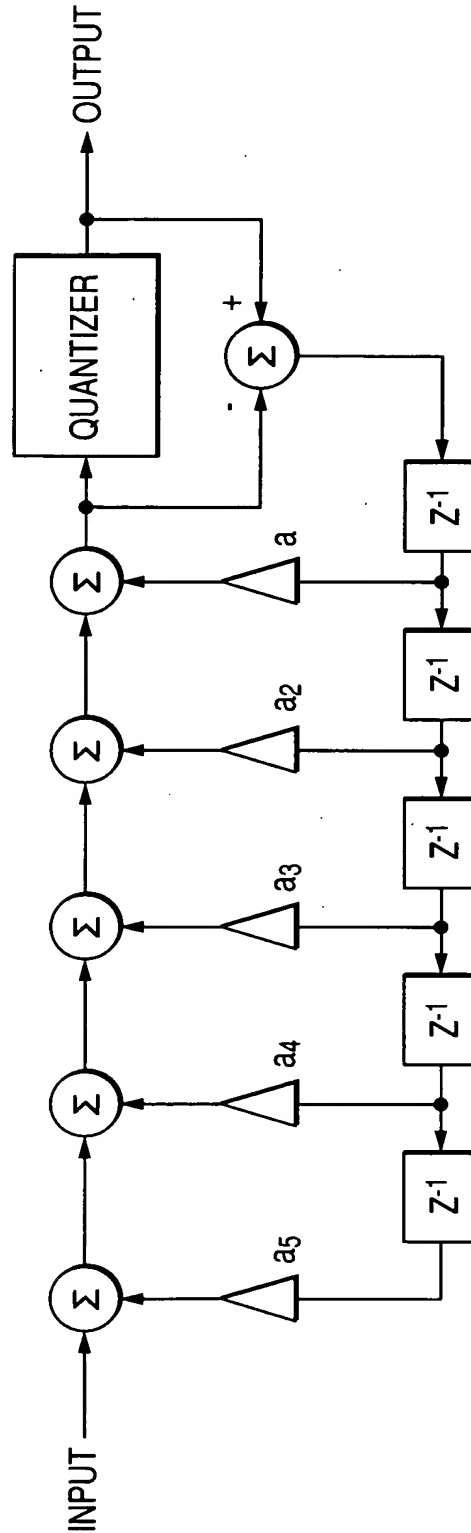 INPUT
Σ
Σ
Σ
Σ
Σ
QUANTIZER
OUTPUT
+
-
Σ
a5
a4
a3
a2
a
Z-1
Z-1
Z-1
Z-1
Z-1